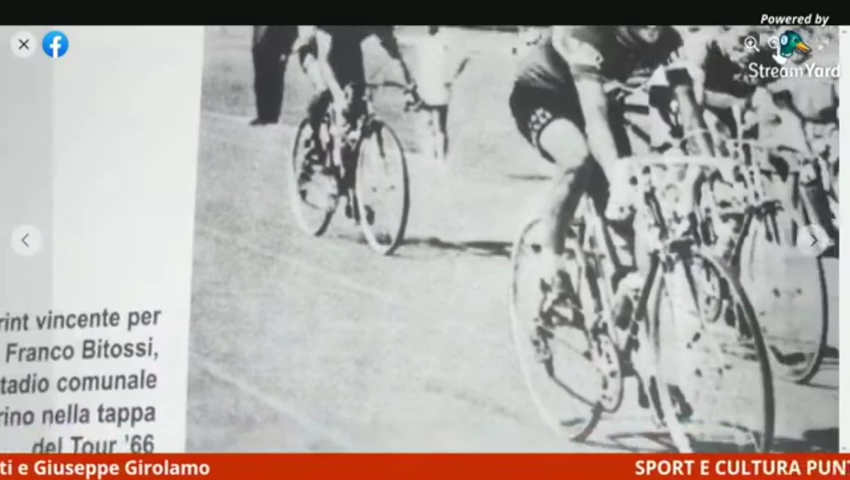 Powered by
StreamYard
rint vincente per
Franco Bitossi,
tadio comunale
rino nella tappa
del Tour '66
ti e Giuseppe Girolamo
SPORT E CULTURA PUN